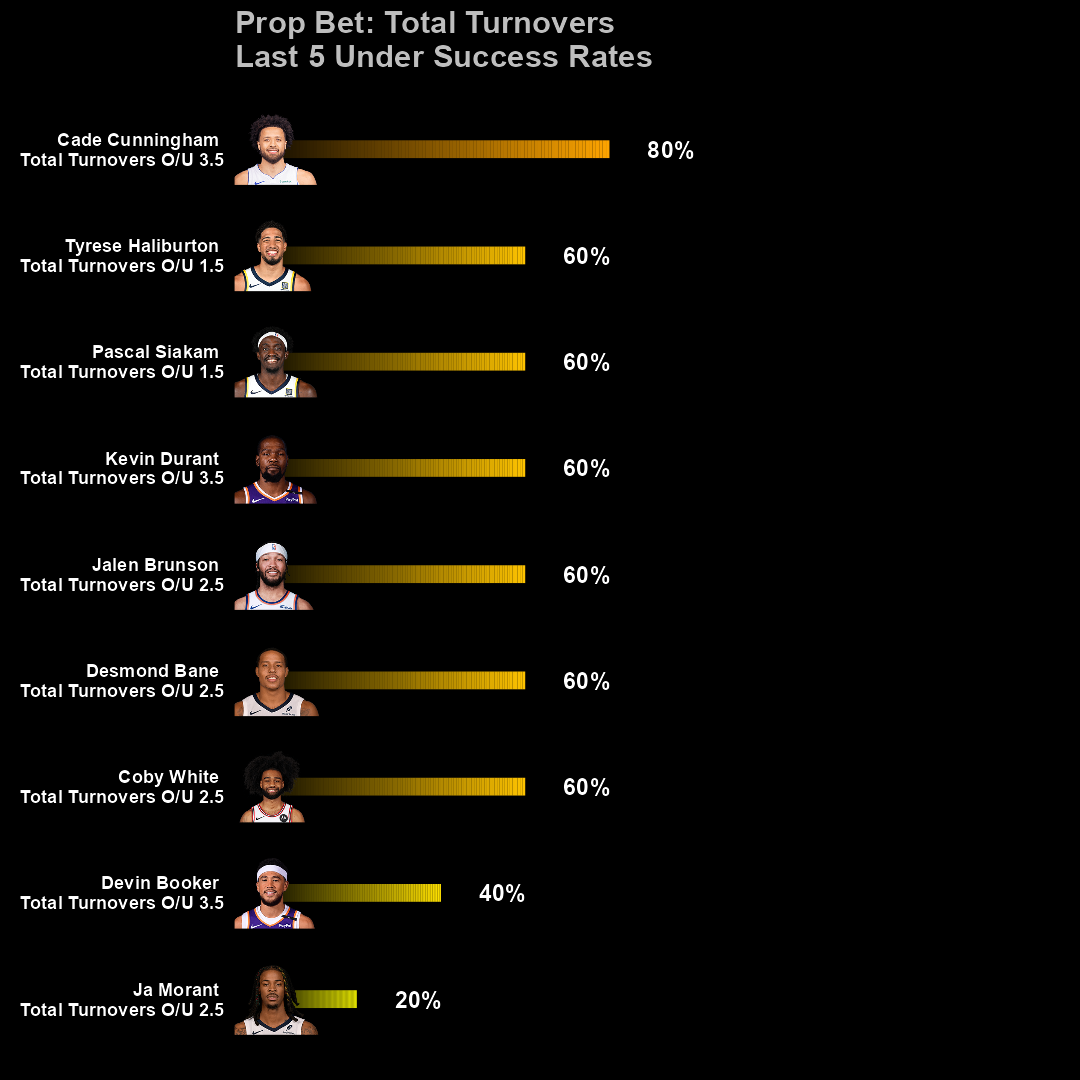 Prop Bet: Total Turnovers
Last 5 Under Success Rates
Cade Cunningham
Total Turnovers O/U 3.5
80%
Tyrese Haliburton
Total Turnovers O/U 1.5
60%
Pascal Siakam
Total Turnovers O/U 1.5
60%
Kevin Durant
Total Turnovers O/U 3.5
60%
Jalen Brunson
Total Turnovers O/U 2.5
60%
Desmond Bane
Total Turnovers O/U 2.5
60%
Coby White
Total Turnovers O/U 2.5
60%
Devin Booker
Total Turnovers O/U 3.5
40%
Ja Morant
Total Turnovers O/U 2.5
20%